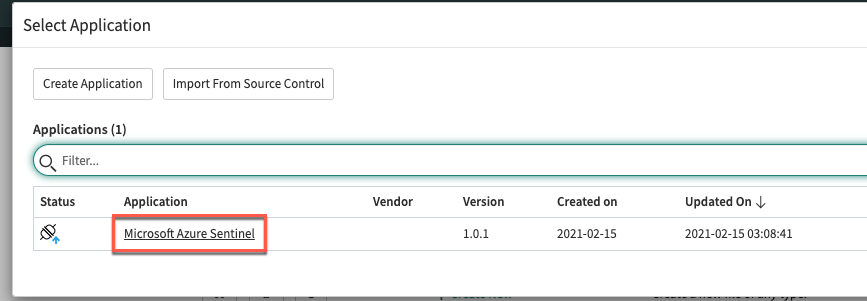 Select Application
Create Application Import From Source Control
Applications (1)
Filter...
Status Application Vendor Version Created on Updated On
Microsoft Azure Sentinel 1.0.1 2021-02-15 2021-02-15 03:08:41